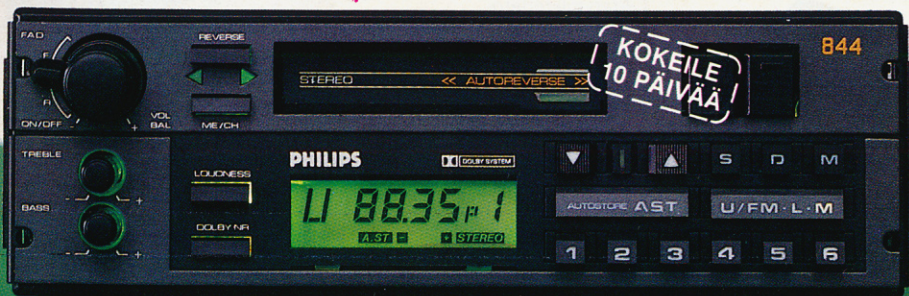 FAD
F
R
ON/OFF
VOL
BAL
- +
REVERSE
ME/CH
STEREO << AUTOREVERSE >>
KOKEILE
10 PÄIVÄÄ
844
TREBLE
- +
BASS
- +
LOUDNESS
DOLBY NR
PHILIPS
DOLBY SYSTEM
U 88.35 P 1
A.ST - + STEREO
S D M
AUTOSTORE A.S.T.
U/FM·L·M
1 2 3 4 5 6